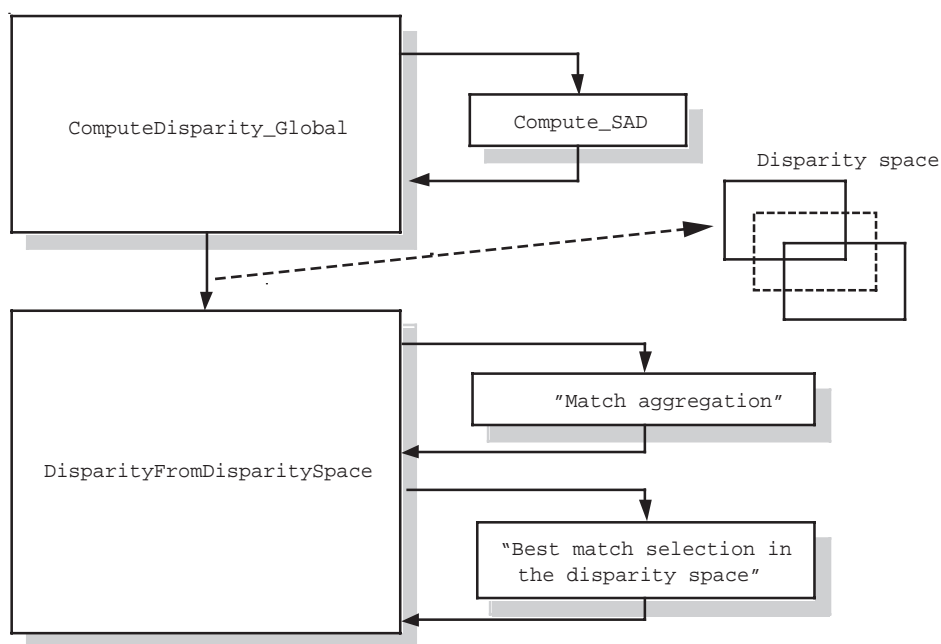 ComputeDisparity_Global
Compute_SAD
Disparity space
”Match aggregation”
DisparityFromDisparitySpace
“Best match selection in
the disparity space”